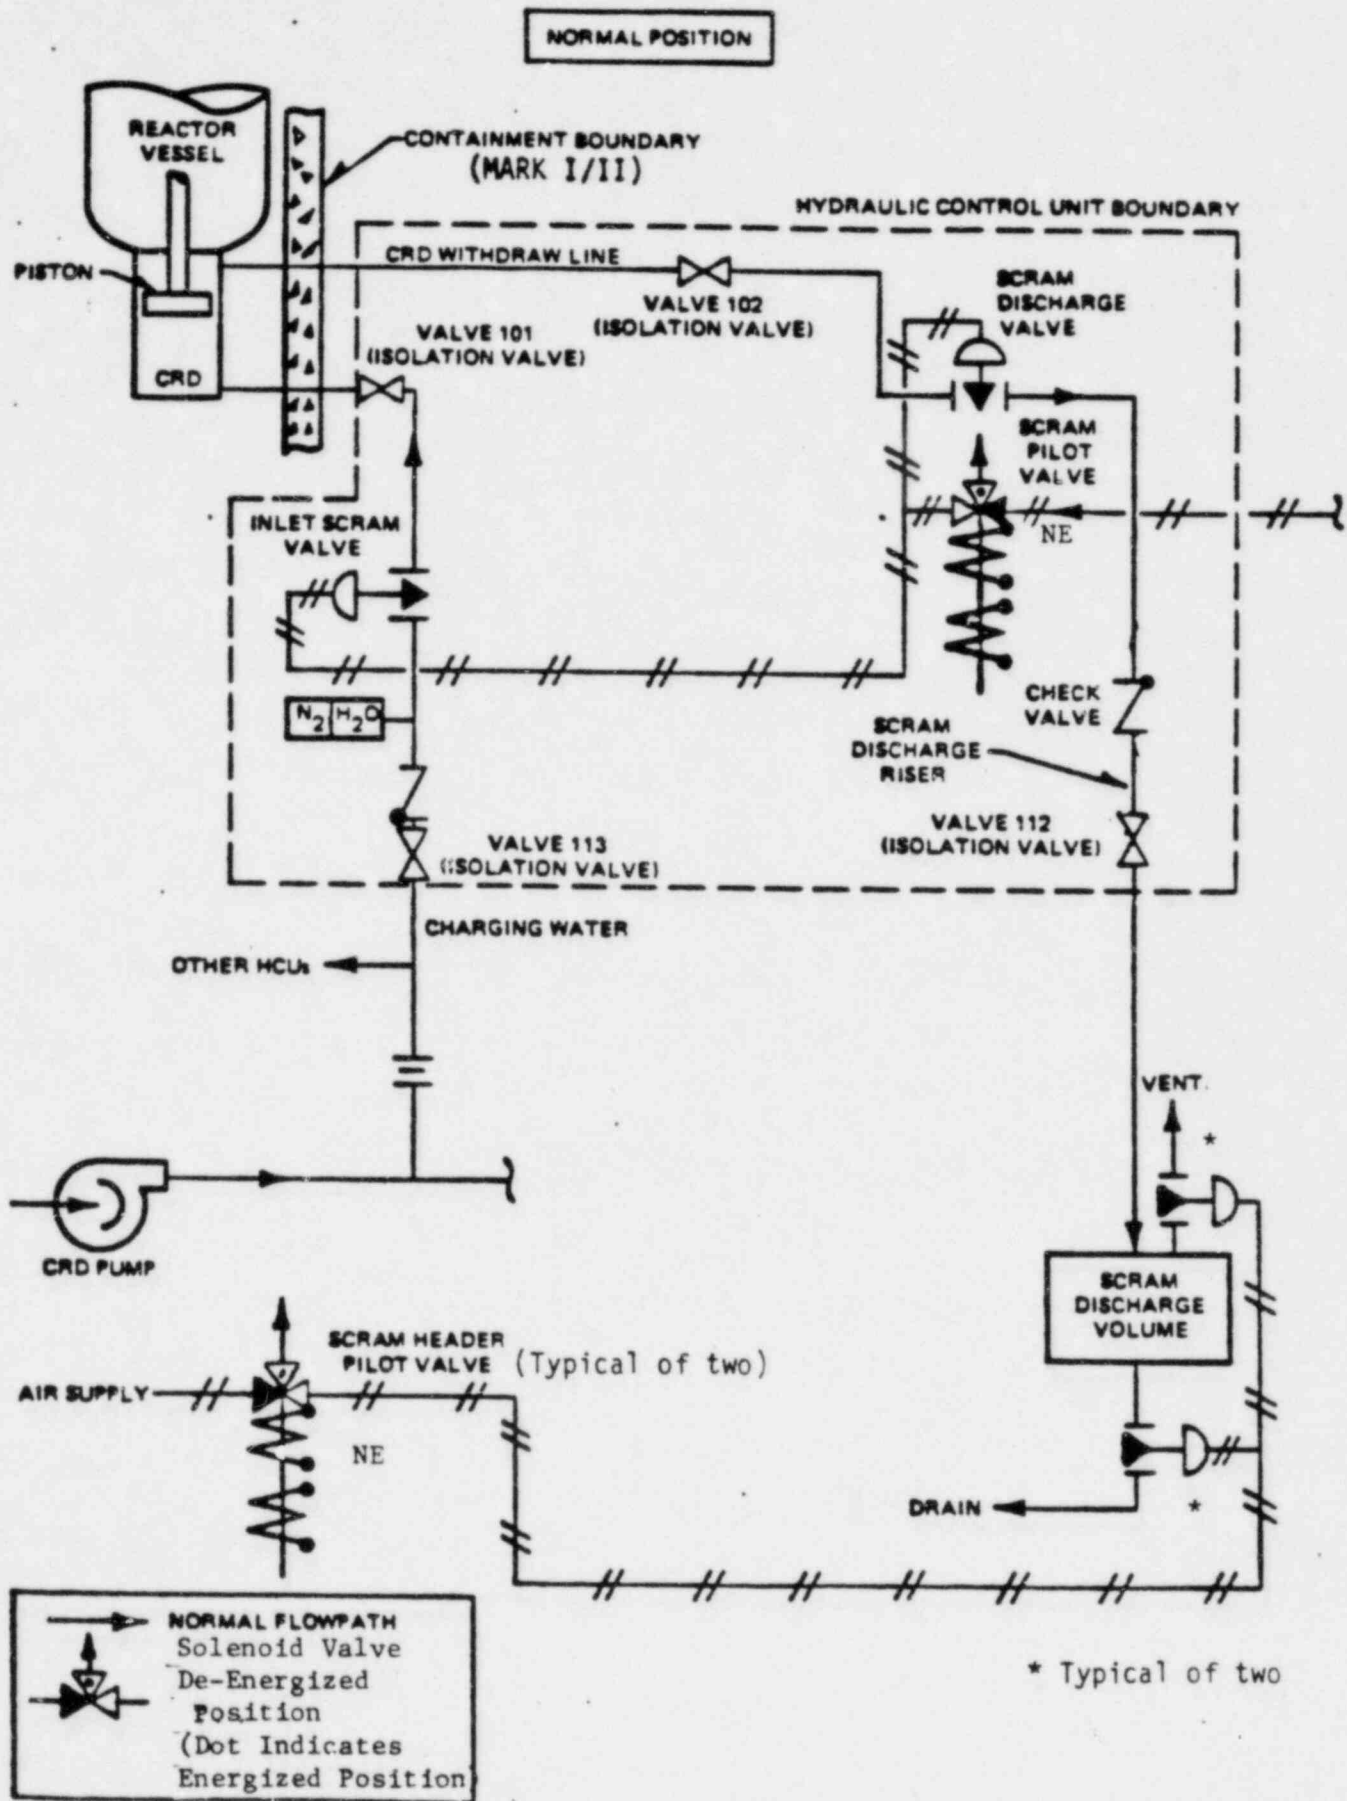 NORMAL POSITION
REACTOR
VESSEL
CONTAINMENT BOUNDARY
(MARK I/II)
HYDRAULIC CONTROL UNIT BOUNDARY
CRD WITHDRAW LINE
PISTON
VALVE 102
(ISOLATION VALVE)
SCRAM
DISCHARGE
VALVE
VALVE 101
(ISOLATION VALVE)
CRD
SCRAM
PILOT
VALVE
NE
INLET SCRAM
VALVE
N2
H2O
CHECK
VALVE
SCRAM
DISCHARGE
RISER
VALVE 113
(ISOLATION VALVE)
VALVE 112
(ISOLATION VALVE)
CHARGING WATER
OTHER HCUs
VENT.
*
CRD PUMP
SCRAM
DISCHARGE
VOLUME
SCRAM HEADER
PILOT VALVE (Typical of two)
AIR SUPPLY
NE
DRAIN
*
NORMAL FLOWPATH
Solenoid Valve
De-Energized
Position
(Dot Indicates
Energized Position)
* Typical of two